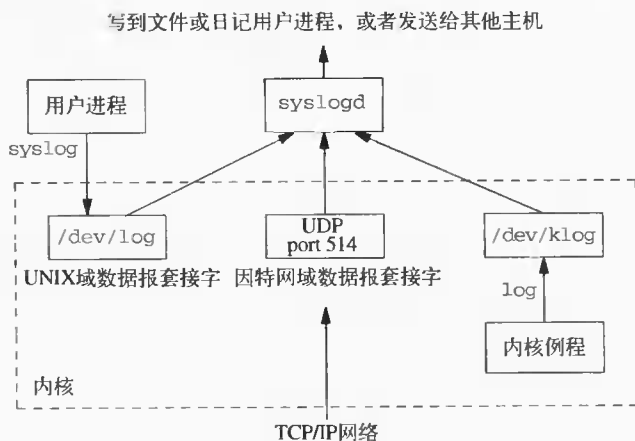 写到文件或日记用户进程，或者发送给其他主机
用户进程
syslogd
syslog
/dev/log
UDP
port 514
/dev/klog
UNIX域数据报套接字
因特网域数据报套接字
log
内核例程
内核
TCP/IP网络